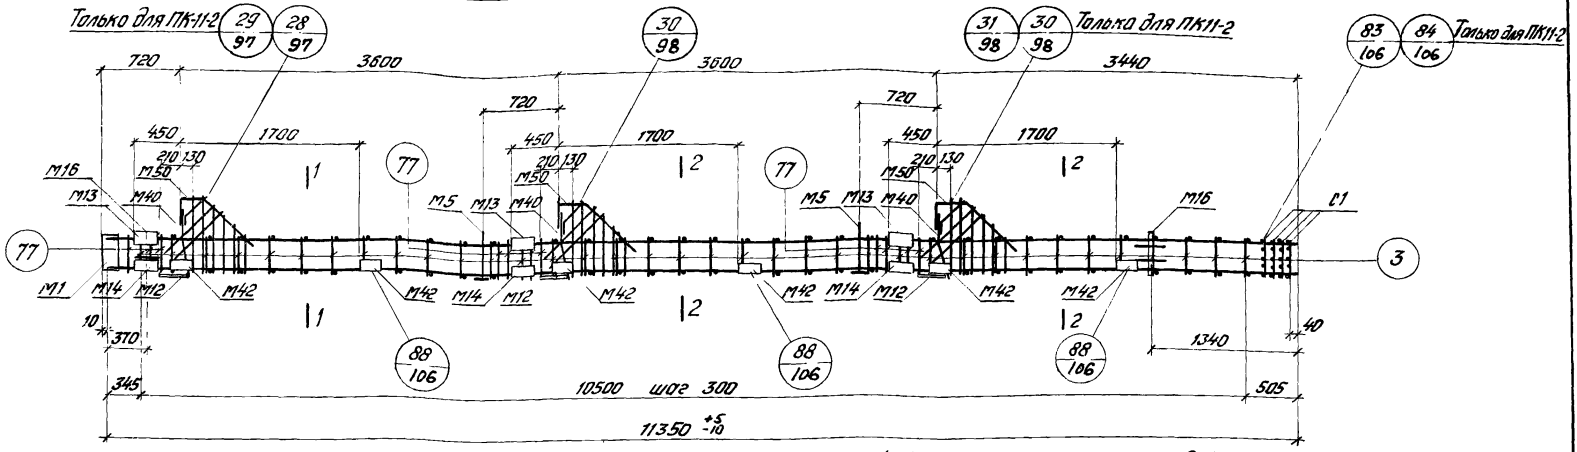 Только для ПК-11-2 29/97 28/97
30/98
31/98 30/98 Только для ПК11-2
83/106 84/106 Только для ПК11-2
720 3600 3600 3440
720 720
450 1700 450 1700 450 1700
210 130 210 130 210 130
1 2 2
77 77
М16 М50 М50 М50
М13 М40 М5 М13 М40 М5 М13 М40 М16 С1
77 3
М1 М14 М12 М42 М42 М14 М12 М42 М42 М14 М12 М42 М42
1 2 2
10 370 1340 40
88/106 88/106 88/106
345 10500 шаг 300 505
11350 +5 -10